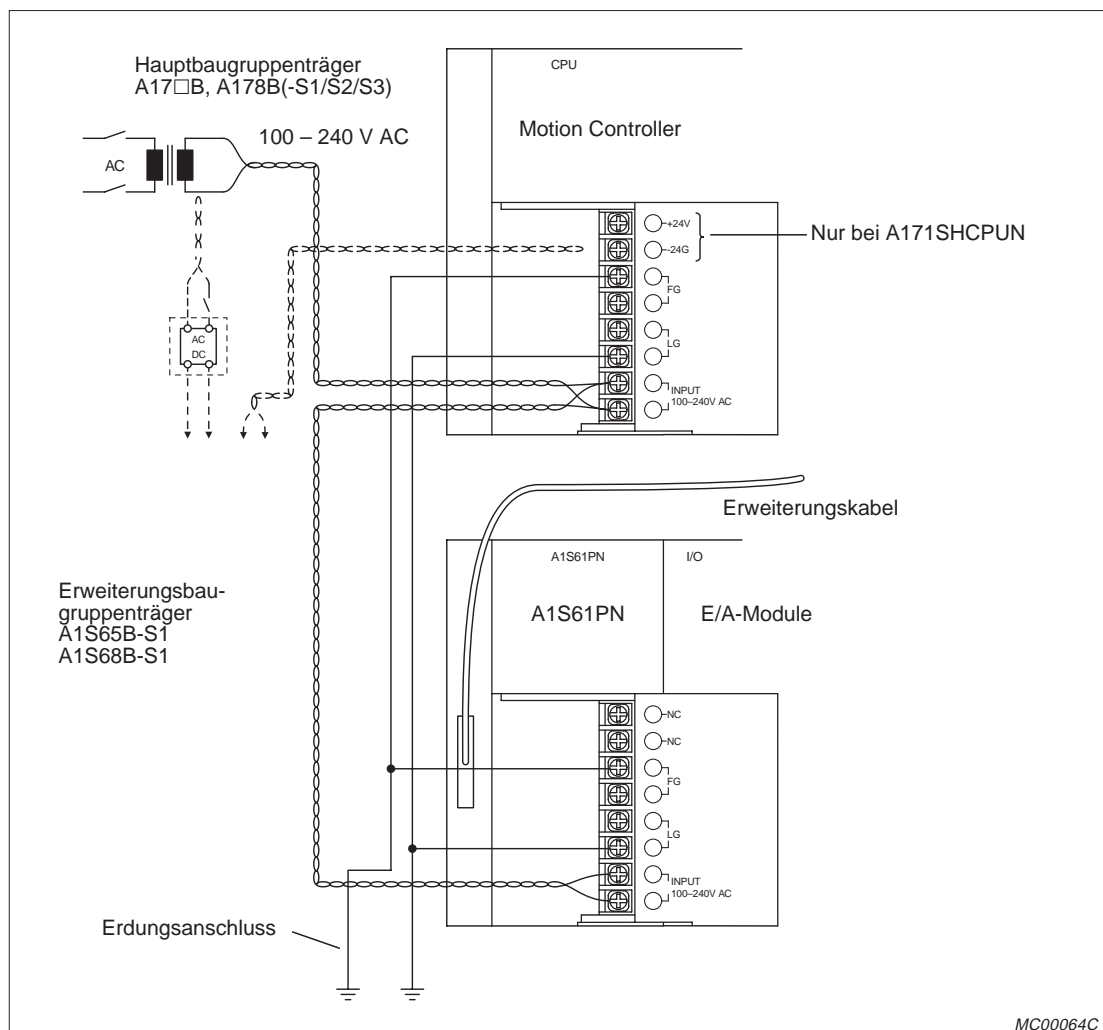 Hauptbaugruppenträger
A17□B, A178B(-S1/S2/S3)
100 – 240 V AC
AC
AC
DC
CPU
Motion Controller
+24V
-24G
FG
LG
INPUT
100–240V AC
Nur bei A171SHCPUN
Erweiterungskabel
Erweiterungsbau-
gruppenträger
A1S65B-S1
A1S68B-S1
A1S61PN
I/O
A1S61PN
E/A-Module
NC
NC
FG
LG
INPUT
100–240V AC
Erdungsanschluss
MC00064C